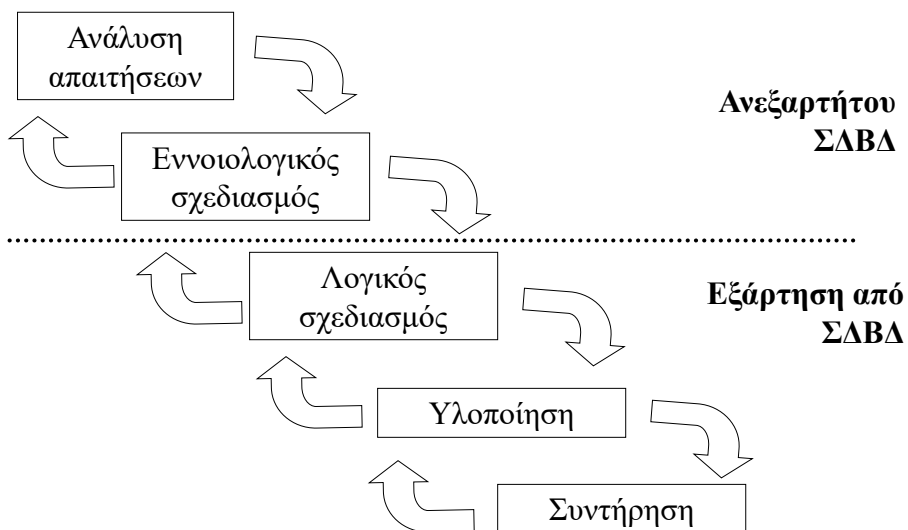 Ανάλυση
απαιτήσεων
Ανεξαρτήτου
ΣΔΒΔ
Εννοιολογικός
σχεδιασμός
Λογικός
σχεδιασμός
Εξάρτηση από
ΣΔΒΔ
Υλοποίηση
Συντήρηση